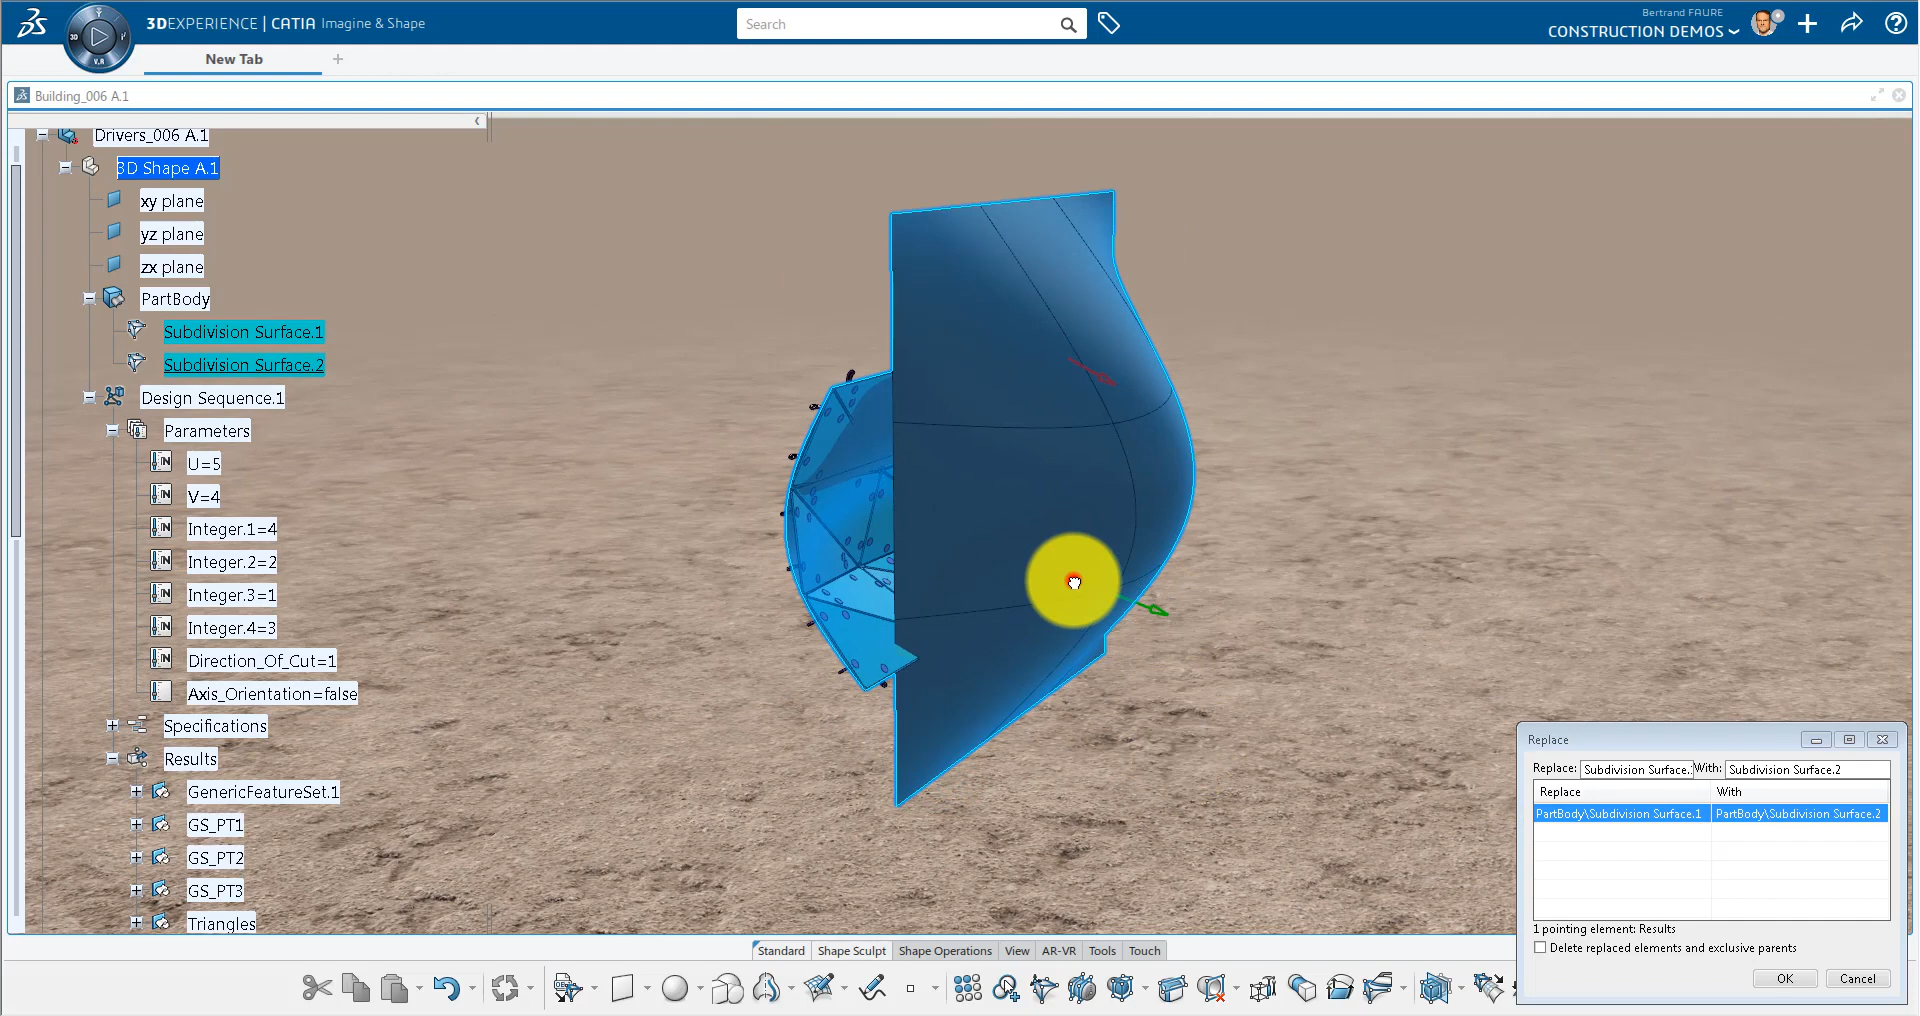 3DEXPERIENCE | CATIA Imagine & Shape
Search
Bertrand FAURE
CONSTRUCTION DEMOS
3D
V.R
New Tab
Building_006 A.1
Drivers_006 A.1
3D Shape A.1
xy plane
yz plane
zx plane
PartBody
Subdivision Surface.1
Subdivision Surface.2
Design Sequence.1
Parameters
U=5
V=4
Integer.1=4
Integer.2=2
Integer.3=1
Integer.4=3
Direction_Of_Cut=1
Axis_Orientation=false
Specifications
Results
GenericFeatureSet.1
GS_PT1
GS_PT2
GS_PT3
Triangles
Replace
Replace: Subdivision Surface.: With: Subdivision Surface.2
Replace With
PartBody\Subdivision Surface.1 PartBody\Subdivision Surface.2
1 pointing element: Results
Delete replaced elements and exclusive parents
OK Cancel
Standard Shape Sculpt Shape Operations View AR-VR Tools Touch